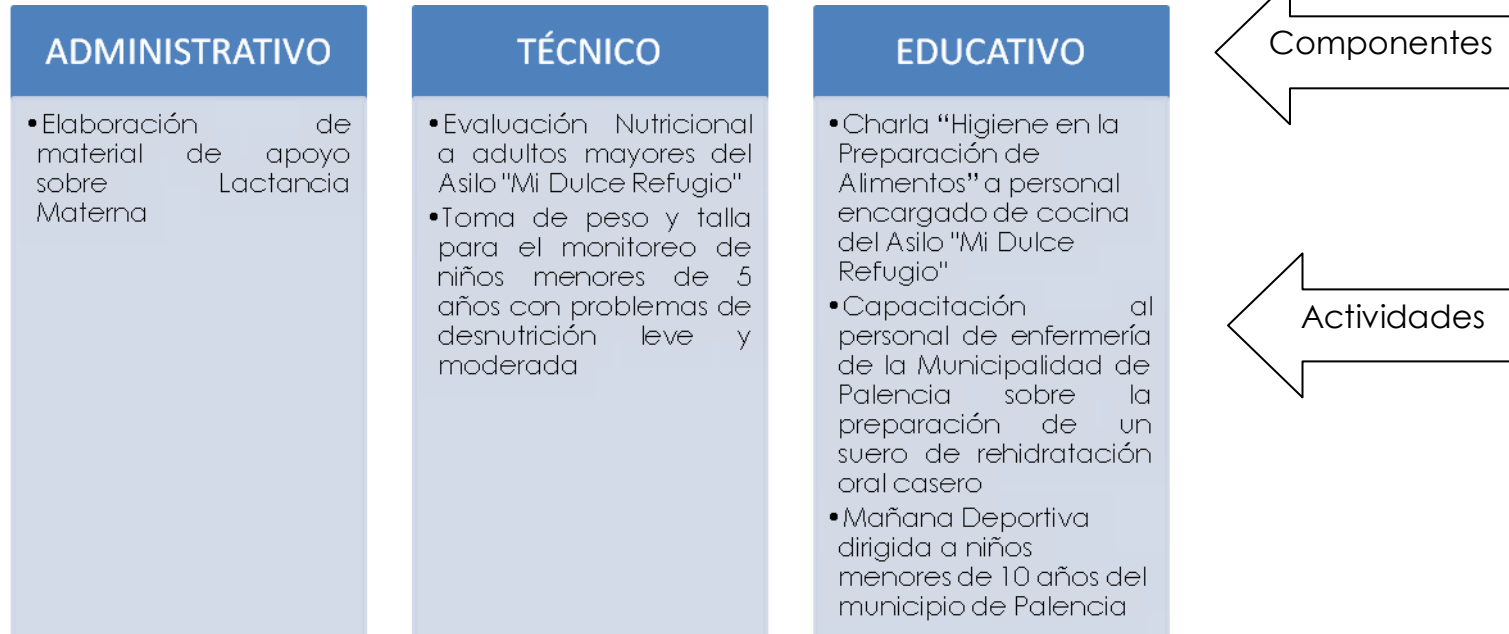 ADMINISTRATIVO
•Elaboración de
material de apoyo
sobre Lactancia
Materna
TÉCNICO
•Evaluación Nutricional
a adultos mayores del
Asilo "Mi Dulce Refugio"
•Toma de peso y talla
para el monitoreo de
niños menores de 5
años con problemas de
desnutrición leve y
moderada
EDUCATIVO
•Charla “Higiene en la
Preparación de
Alimentos” a personal
encargado de cocina
del Asilo "Mi Dulce
Refugio"
•Capacitación al
personal de enfermería
de la Municipalidad de
Palencia sobre la
preparación de un
suero de rehidratación
oral casero
•Mañana Deportiva
dirigida a niños
menores de 10 años del
municipio de Palencia
Componentes
Actividades